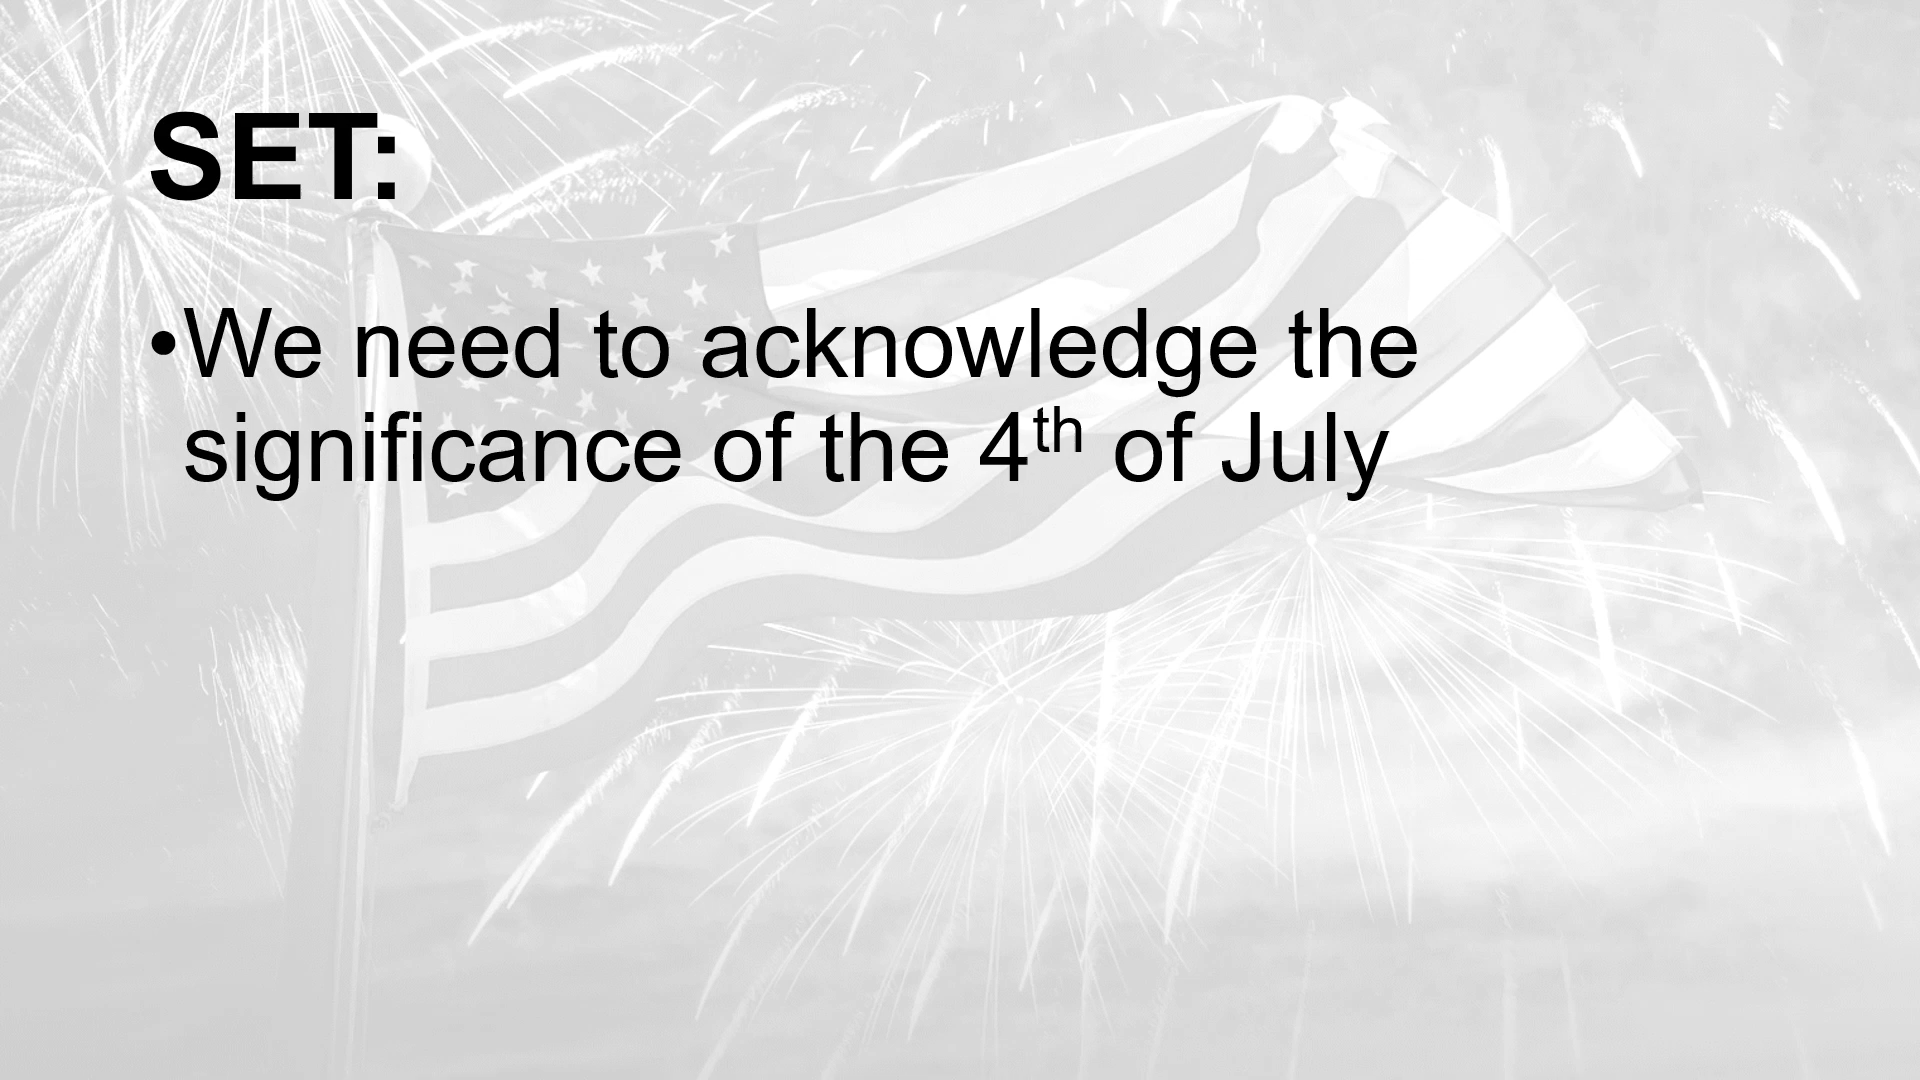 SET:
•We need to acknowledge the
significance of the 4th of July